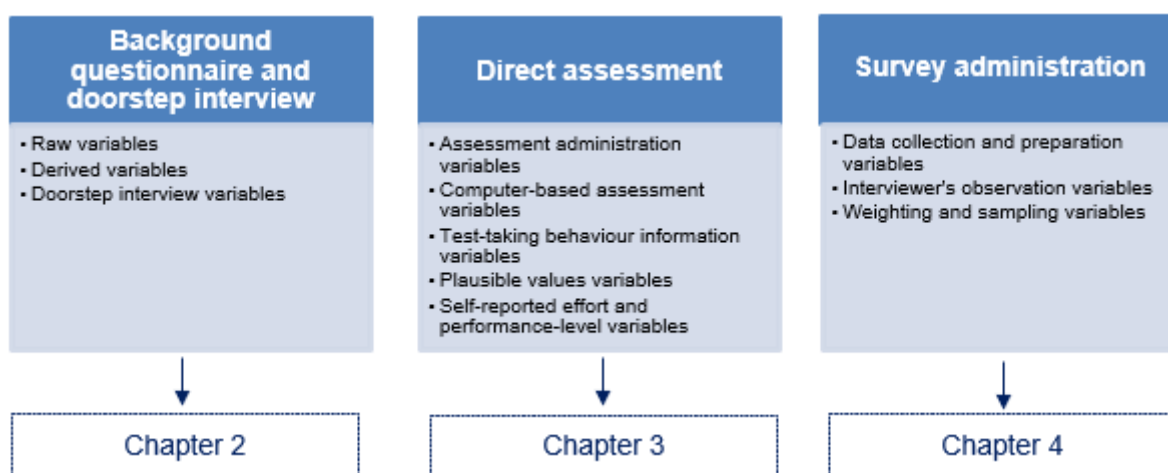 Background
questionnaire and
doorstep interview
▪ Raw variables
▪ Derived variables
▪ Doorstep interview variables
Chapter 2
Direct assessment
▪ Assessment administration
variables
▪ Computer-based assessment
variables
▪ Test-taking behaviour information
variables
▪ Plausible values variables
▪ Self-reported effort and
performance-level variables
Chapter 3
Survey administration
▪ Data collection and preparation
variables
▪ Interviewer's observation variables
▪ Weighting and sampling variables
Chapter 4